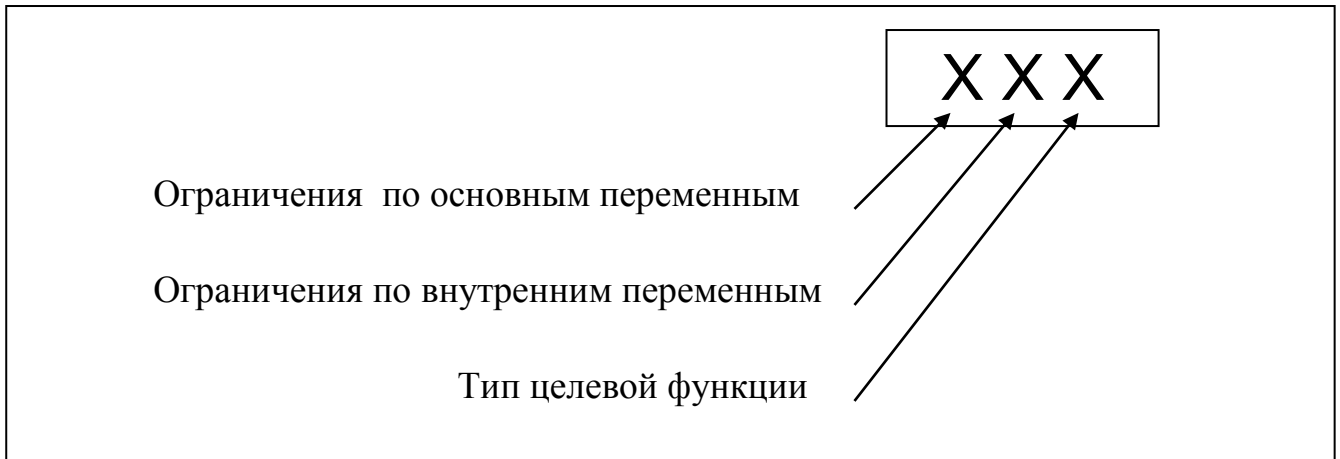 X X X
Ограничения по основным переменным
Ограничения по внутренним переменным
Тип целевой функции